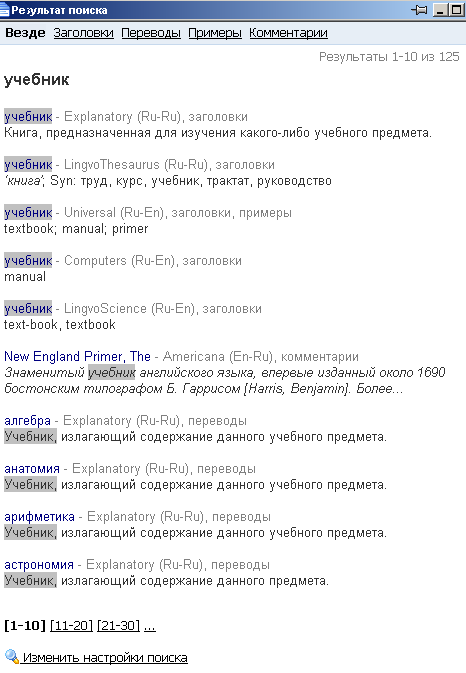 Результат поиска
Везде Заголовки Переводы Примеры Комментарии
Результаты 1-10 из 125
учебник
учебник - Explanatory (Ru-Ru), заголовки
Книга, предназначенная для изучения какого-либо учебного предмета.
учебник - LingvoThesaurus (Ru-Ru), заголовки
'книга'; Syn: труд, курс, учебник, трактат, руководство
учебник - Universal (Ru-En), заголовки, примеры
textbook; manual; primer
учебник - Computers (Ru-En), заголовки
manual
учебник - LingvoScience (Ru-En), заголовки
text-book, textbook
New England Primer, The - Americana (En-Ru), комментарии
Знаменитый учебник английского языка, впервые изданный около 1690
бостонским типографом Б. Гаррисом [Harris, Benjamin]. Более...
алгебра - Explanatory (Ru-Ru), переводы
Учебник, излагающий содержание данного учебного предмета.
анатомия - Explanatory (Ru-Ru), переводы
Учебник, излагающий содержание данного учебного предмета.
арифметика - Explanatory (Ru-Ru), переводы
Учебник, излагающий содержание данного учебного предмета.
астрономия - Explanatory (Ru-Ru), переводы
Учебник, излагающий содержание данного предмета.
[1-10] [11-20] [21-30] ...
Изменить настройки поиска